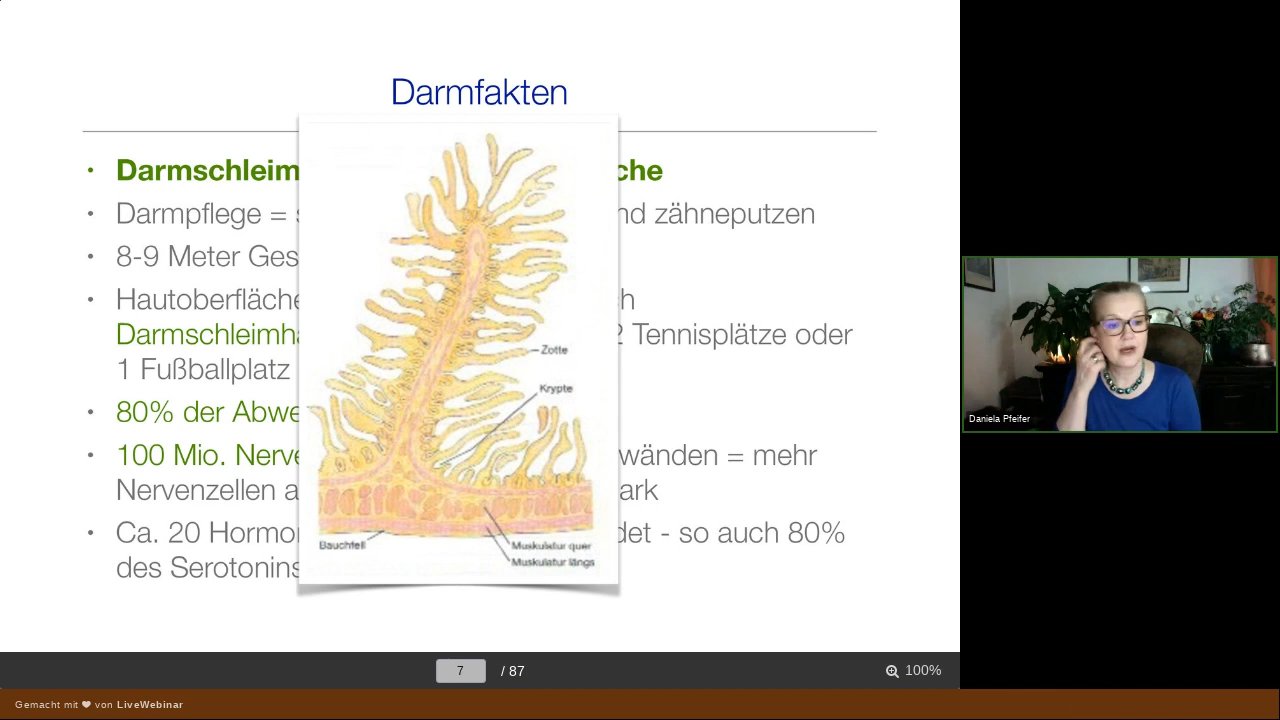 Darmfakten
• Darmschleim che
• Darmpflege = nd zähneputzen
• 8-9 Meter Ges
• Hautoberfläche h
Darmschleimha 2 Tennisplätze oder
1 Fußballplatz
• 80% der Abwe
• 100 Mio. Nerve wänden = mehr
Nervenzellen a ark
• Ca. 20 Hormon det - so auch 80%
des Serotonins
Zotte
Krypte
Bauchfell
Muskulatur quer
Muskulatur längs
Daniela Pfeifer
7 / 87
100%
Gemacht mit ❤ von LiveWebinar